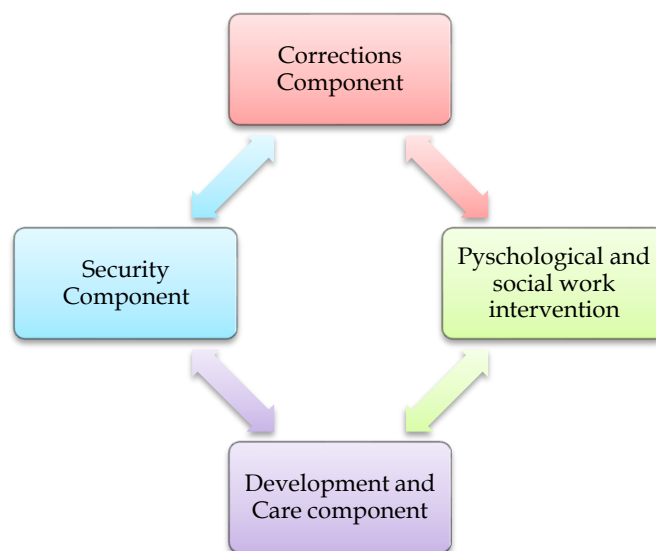 Corrections
Component
Security
Component
Pyschological and
social work
intervention
Development and
Care component